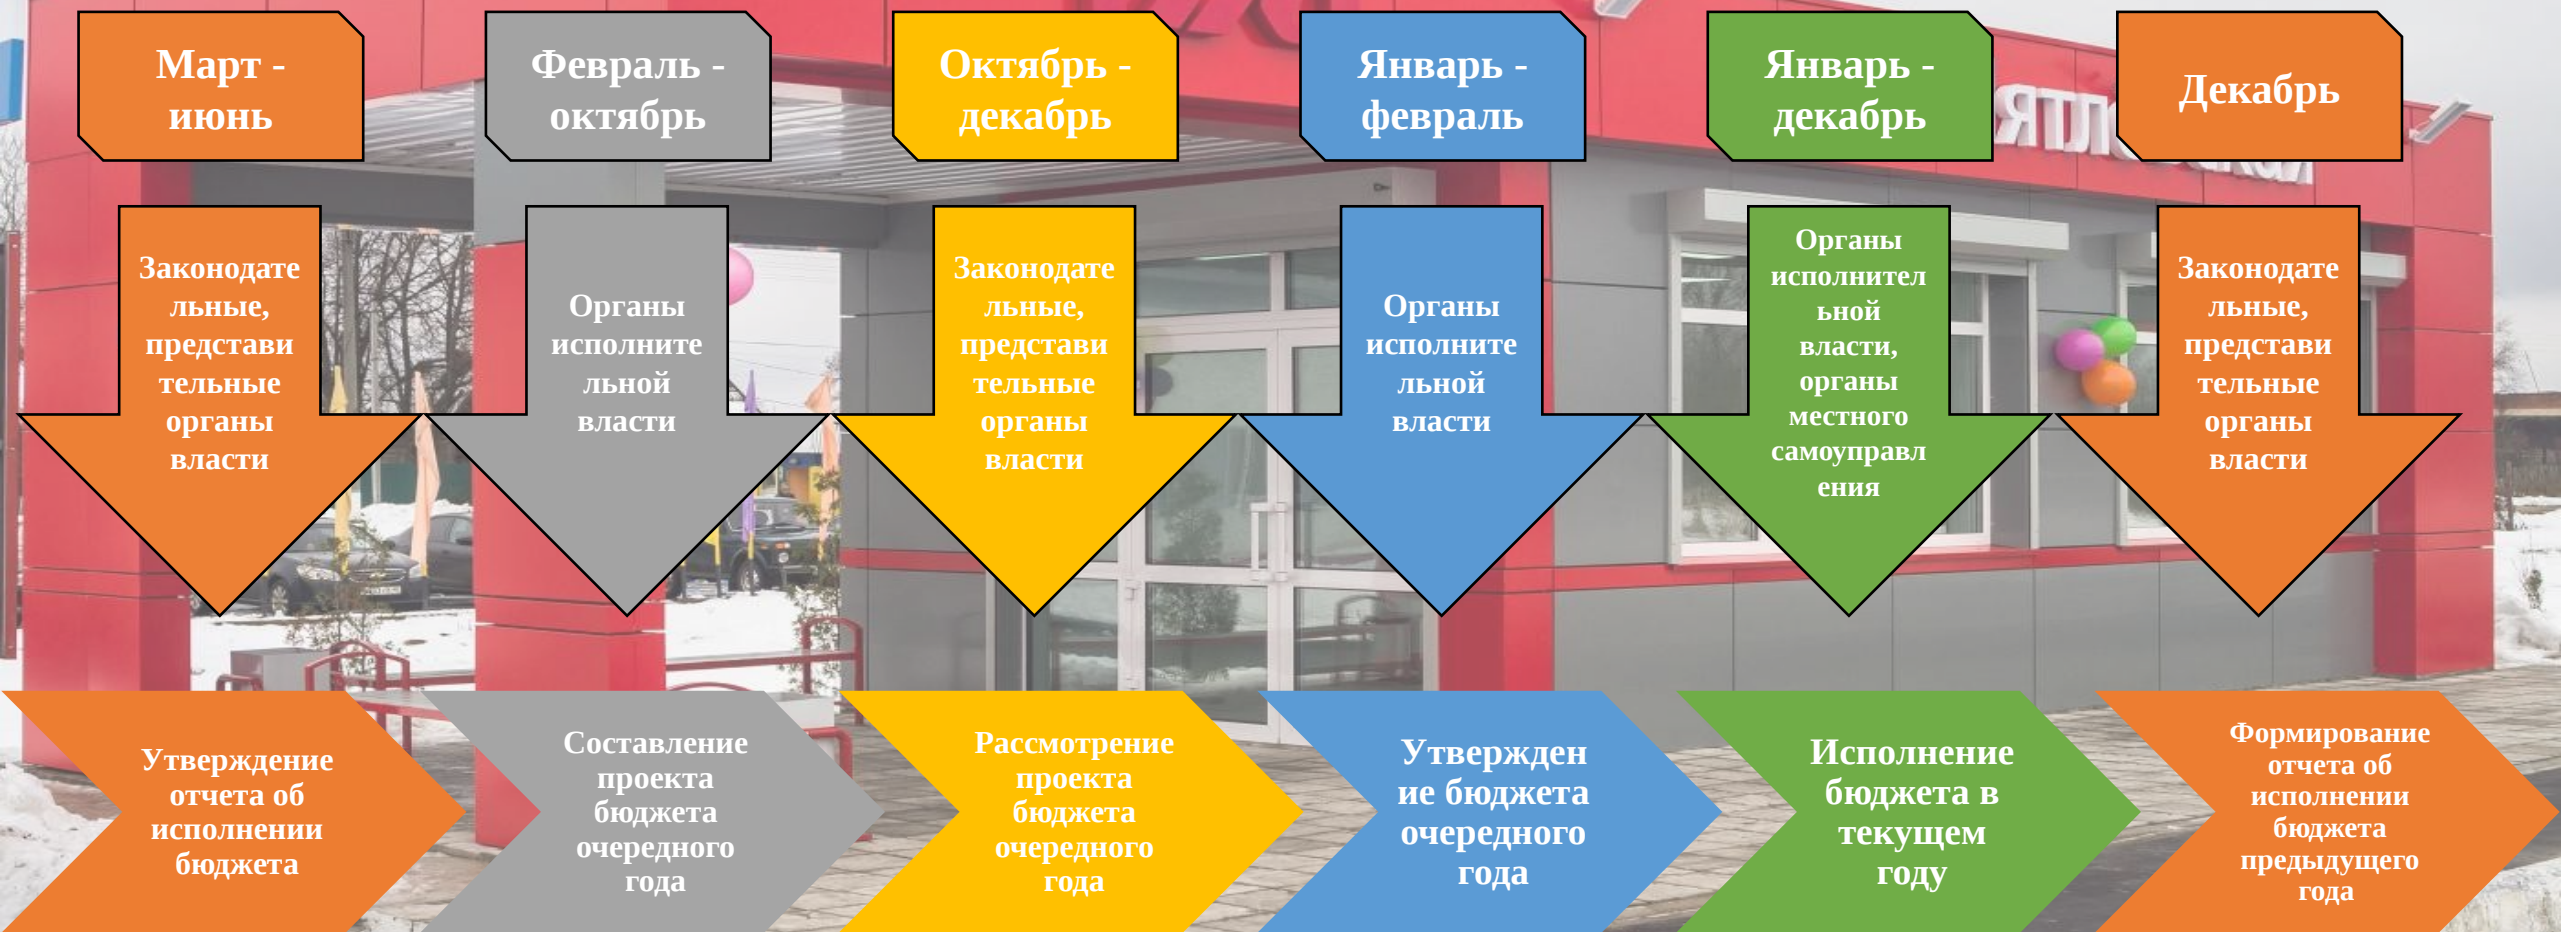 Март -
июнь
Февраль -
октябрь
Октябрь -
декабрь
Январь -
февраль
Январь -
декабрь
Декабрь
Законодате
льные,
представи
тельные
органы
власти
Органы
исполните
льной
власти
Законодате
льные,
представи
тельные
органы
власти
Органы
исполните
льной
власти
Органы
исполнител
ьной
власти,
органы
местного
самоуправл
ения
Законодате
льные,
представи
тельные
органы
власти
Утверждение
отчета об
исполнении
бюджета
Составление
проекта
бюджета
очередного
года
Рассмотрение
проекта
бюджета
очередного
года
Утвержден
ие бюджета
очередного
года
Исполнение
бюджета в
текущем
году
Формирование
отчета об
исполнении
бюджета
предыдущего
года